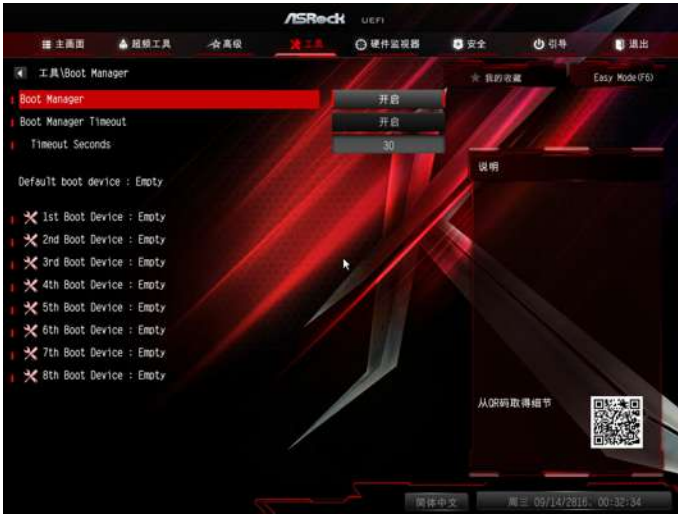 ASRock UEFI
主画面 超频工具 高级 工具 硬件监视器 安全 引导 退出
工具\Boot Manager
我的收藏 Easy Mode(F6)
Boot Manager 开启
Boot Manager Timeout 开启
Timeout Seconds 30
说明
Default boot device : Empty
1st Boot Device : Empty
2nd Boot Device : Empty
3rd Boot Device : Empty
4th Boot Device : Empty
5th Boot Device : Empty
6th Boot Device : Empty
7th Boot Device : Empty
8th Boot Device : Empty
从QR码取得细节
简体中文 周三 09/14/2816. 00:32:34